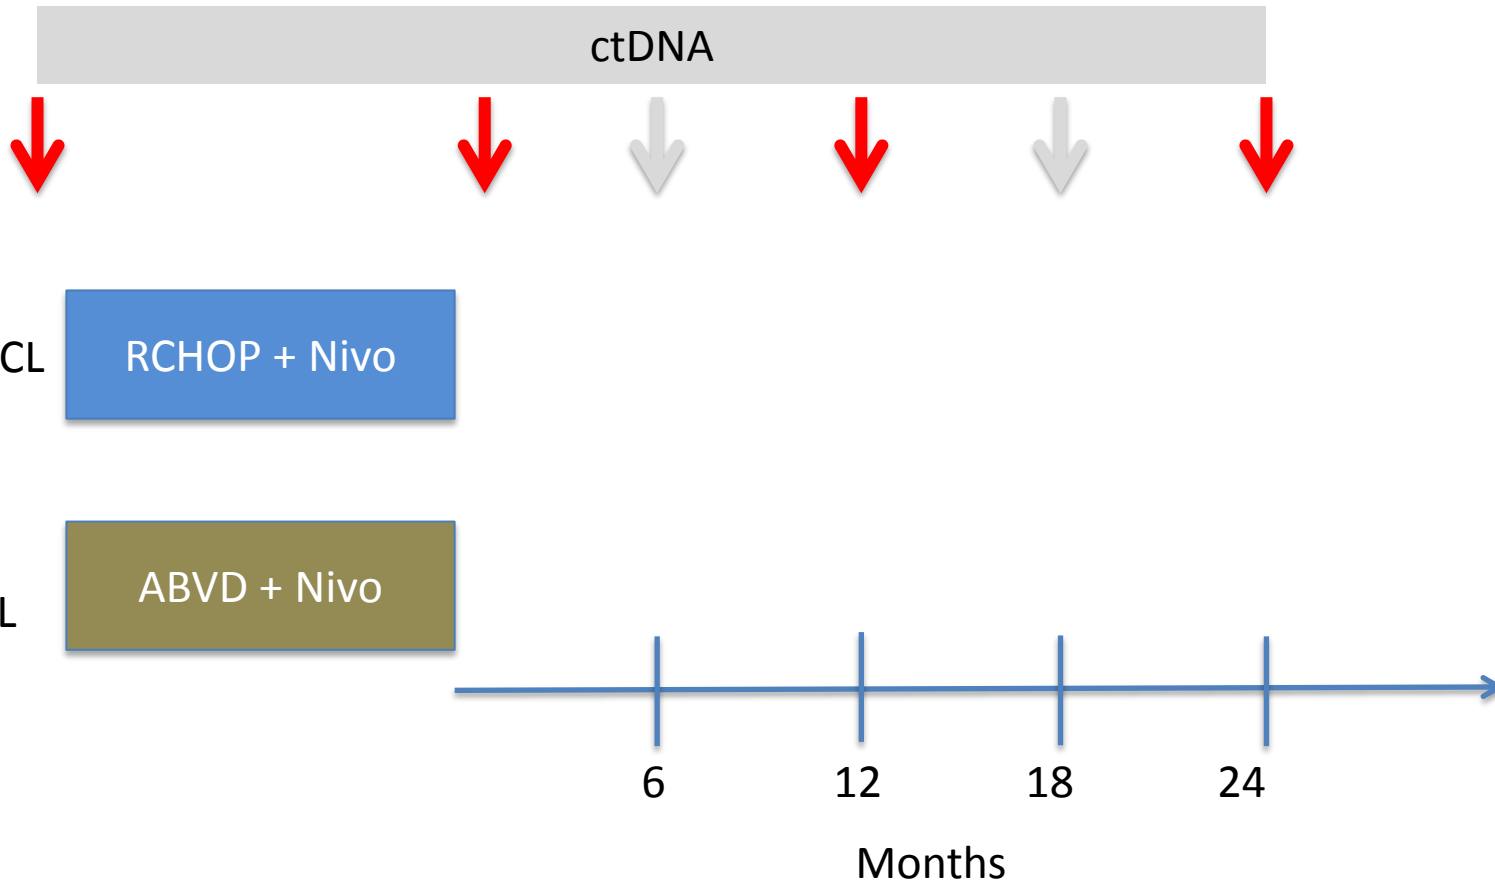 ctDNA
CL
RCHOP + Nivo
ABVD + Nivo
L
6 12 18 24
Months